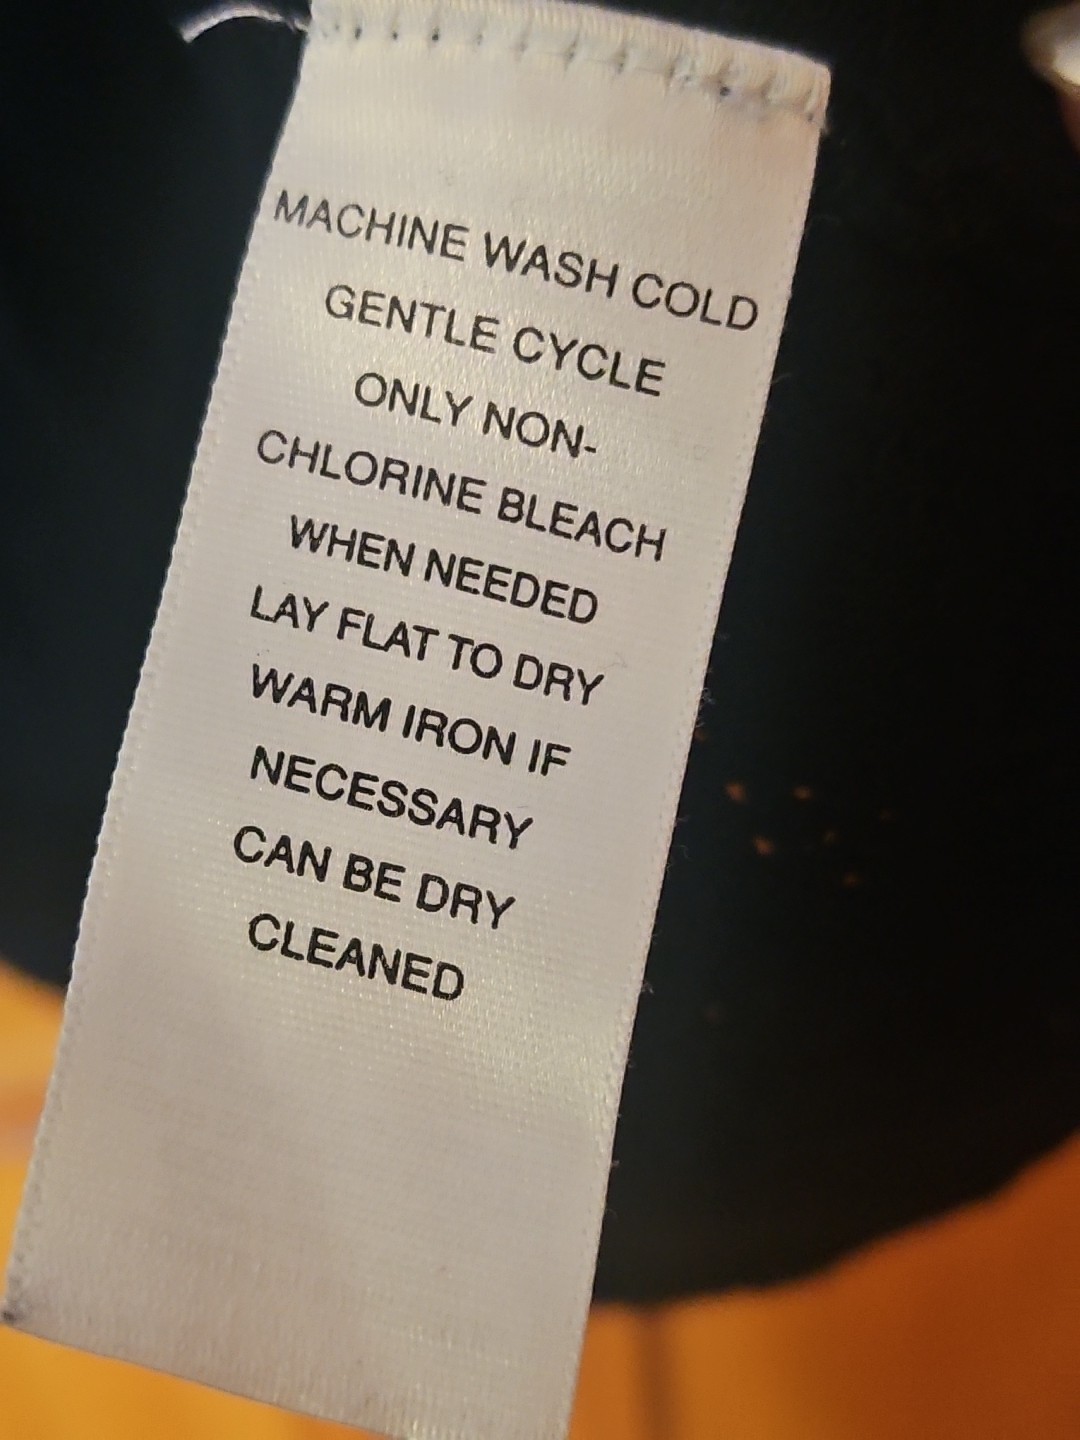 MACHINE WASH COLD
GENTLE CYCLE
ONLY NON-
CHLORINE BLEACH
WHEN NEEDED
LAY FLAT TO DRY
WARM IRON IF
NECESSARY
CAN BE DRY
CLEANED